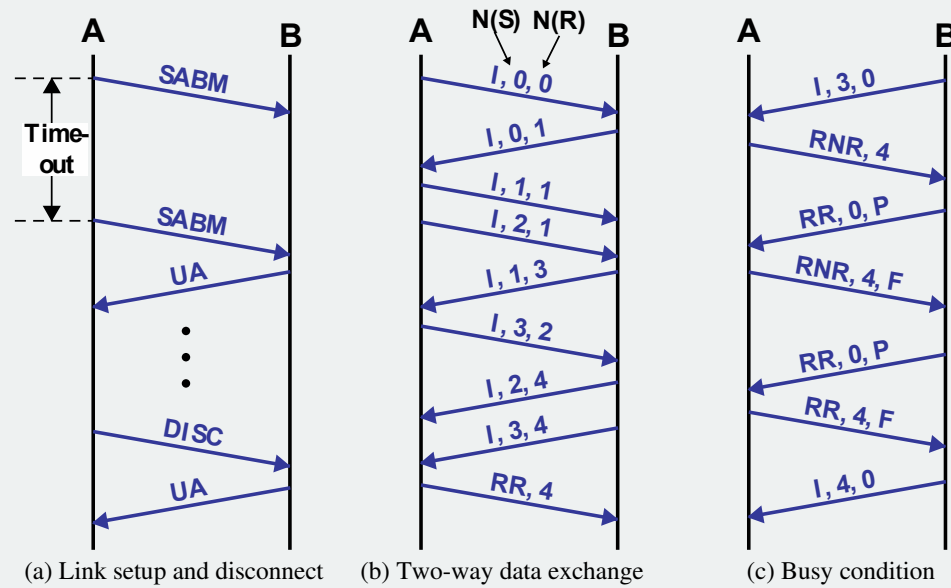 A
B
SABM
Time-
out
SABM
UA
DISC
UA
(a) Link setup and disconnect
N(S)
N(R)
A
B
I, 0, 0
I, 0, 1
I, 1, 1
I, 2, 1
I, 1, 3
I, 3, 2
I, 2, 4
I, 3, 4
RR, 4
(b) Two-way data exchange
A
B
I, 3, 0
RNR, 4
RR, 0, P
RNR, 4, F
RR, 0, P
RR, 4, F
I, 4, 0
(c) Busy condition